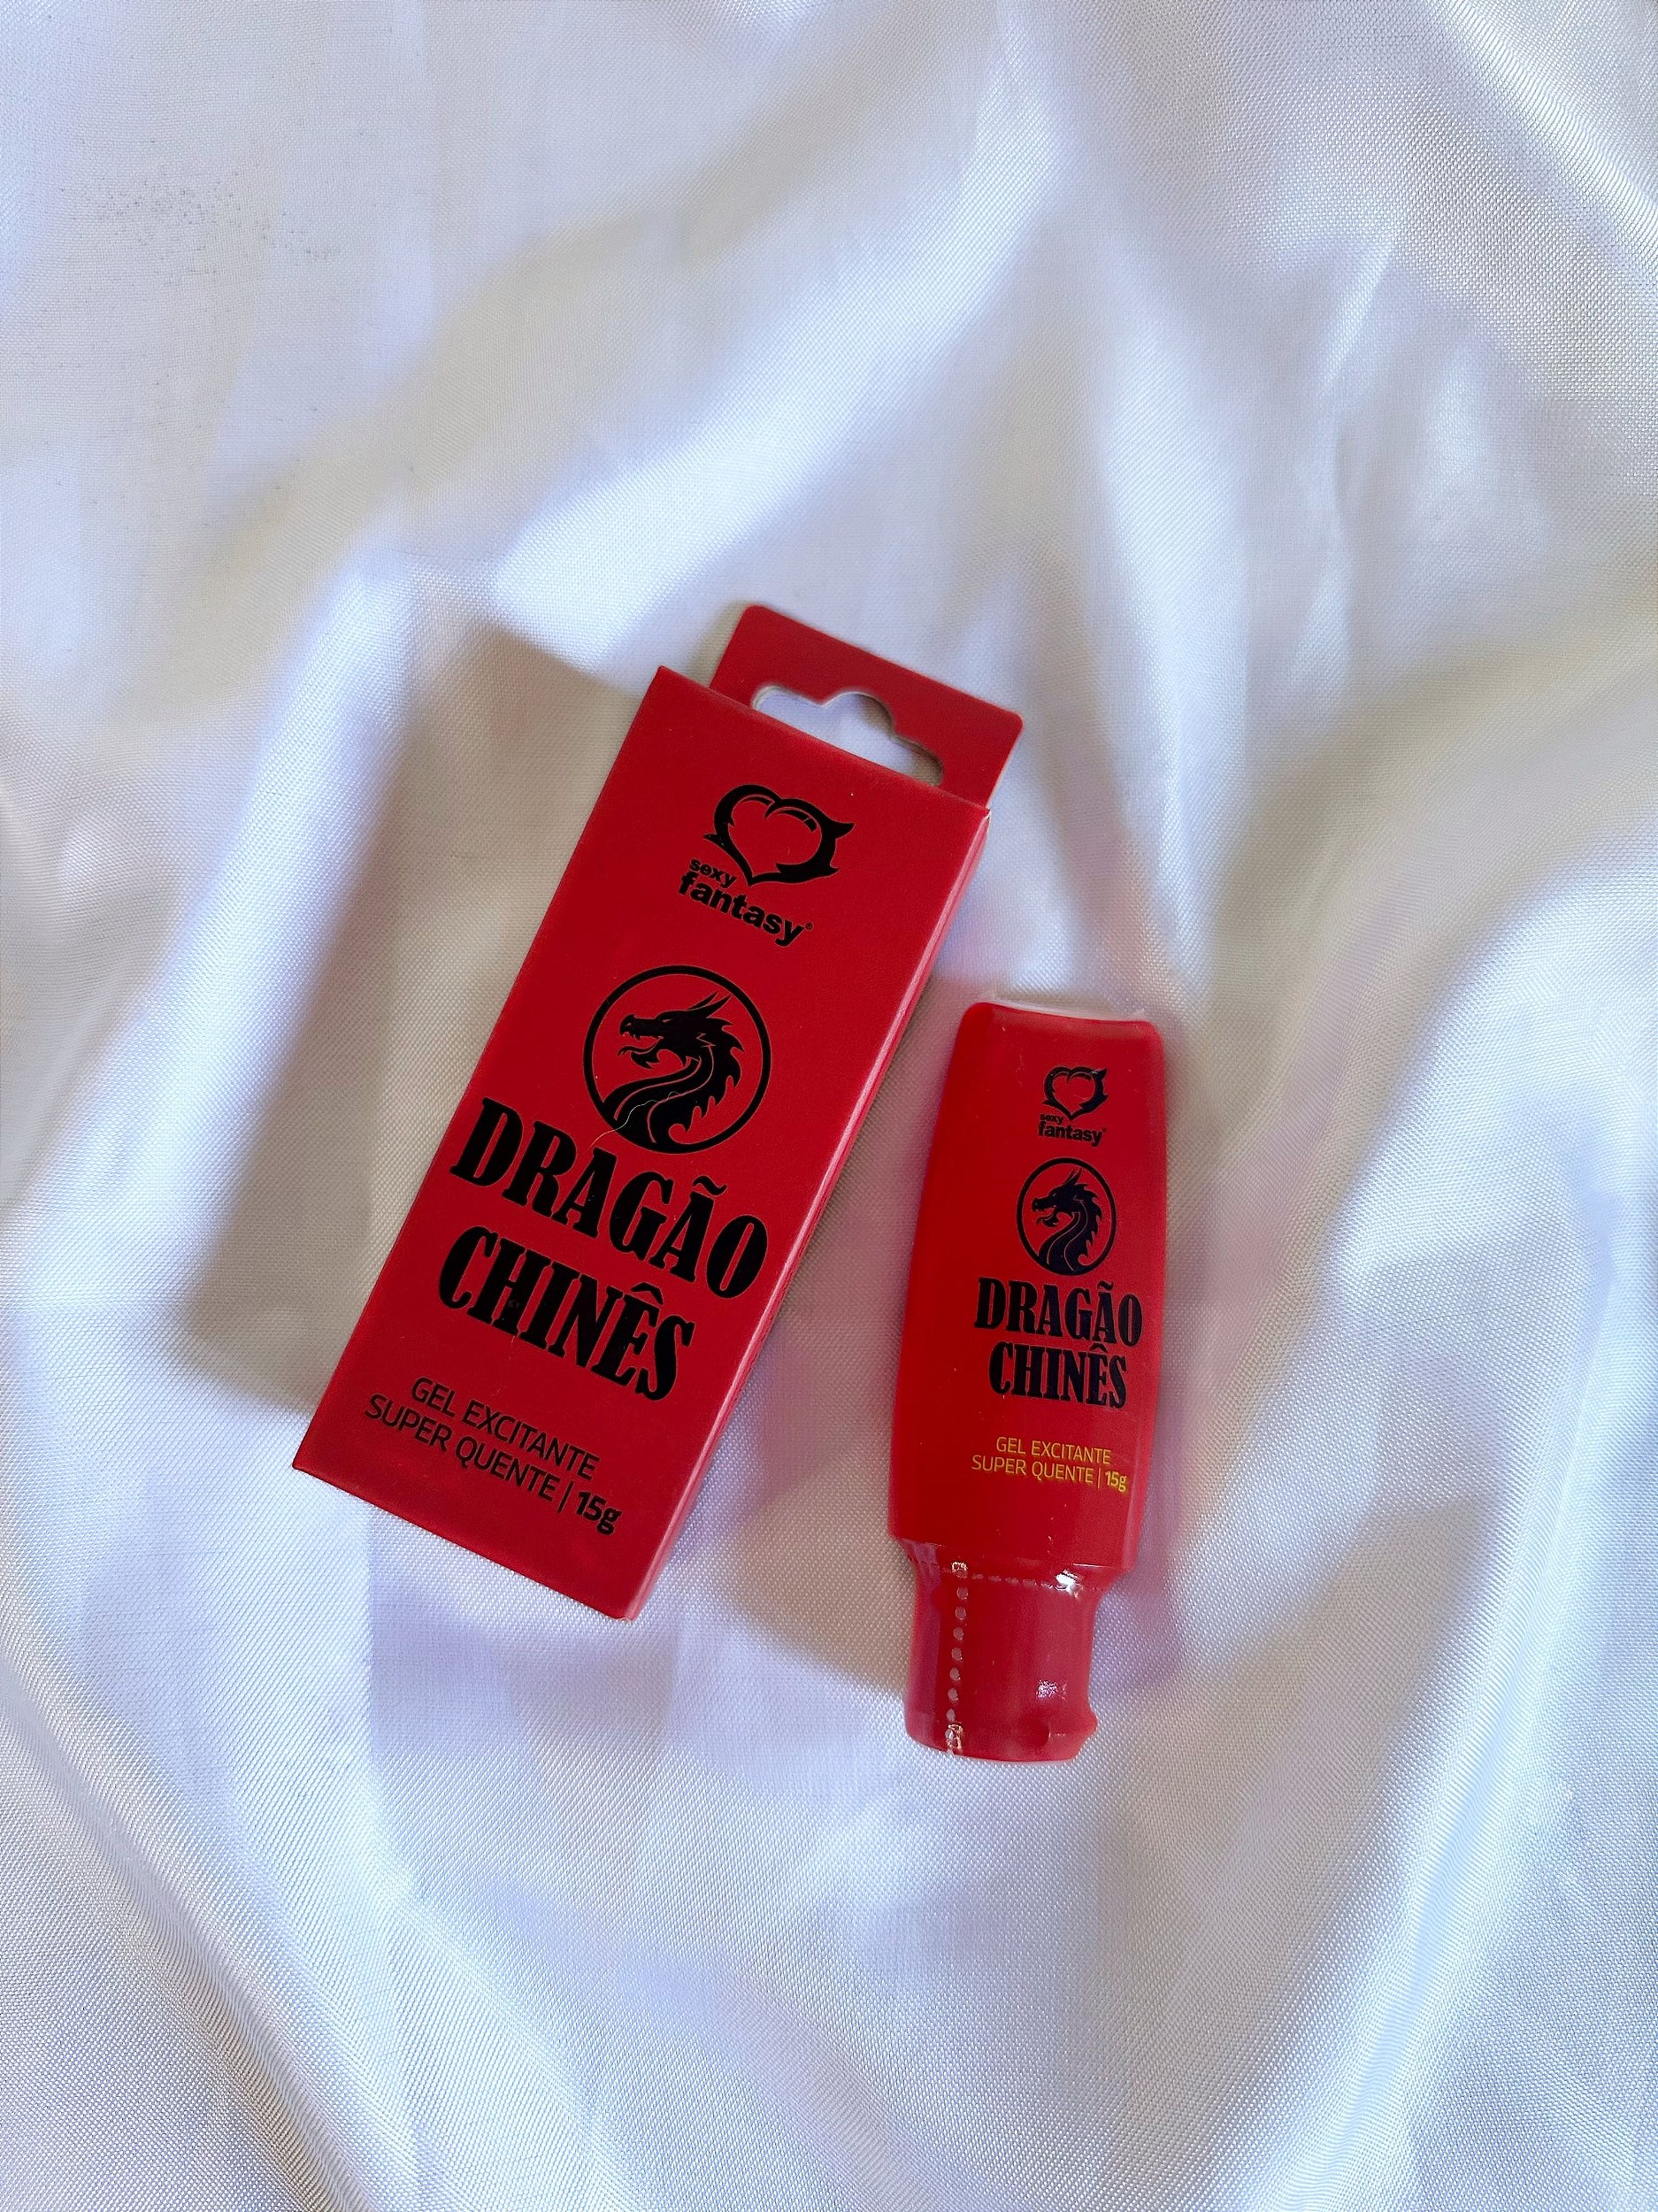 sexy
fantasy®
DRAGÃO
CHINÊS
GEL EXCITANTE
SUPER QUENTE | 15g
sexy
fantasy®
DRAGÃO
CHINÊS
GEL EXCITANTE
SUPER QUENTE | 15g